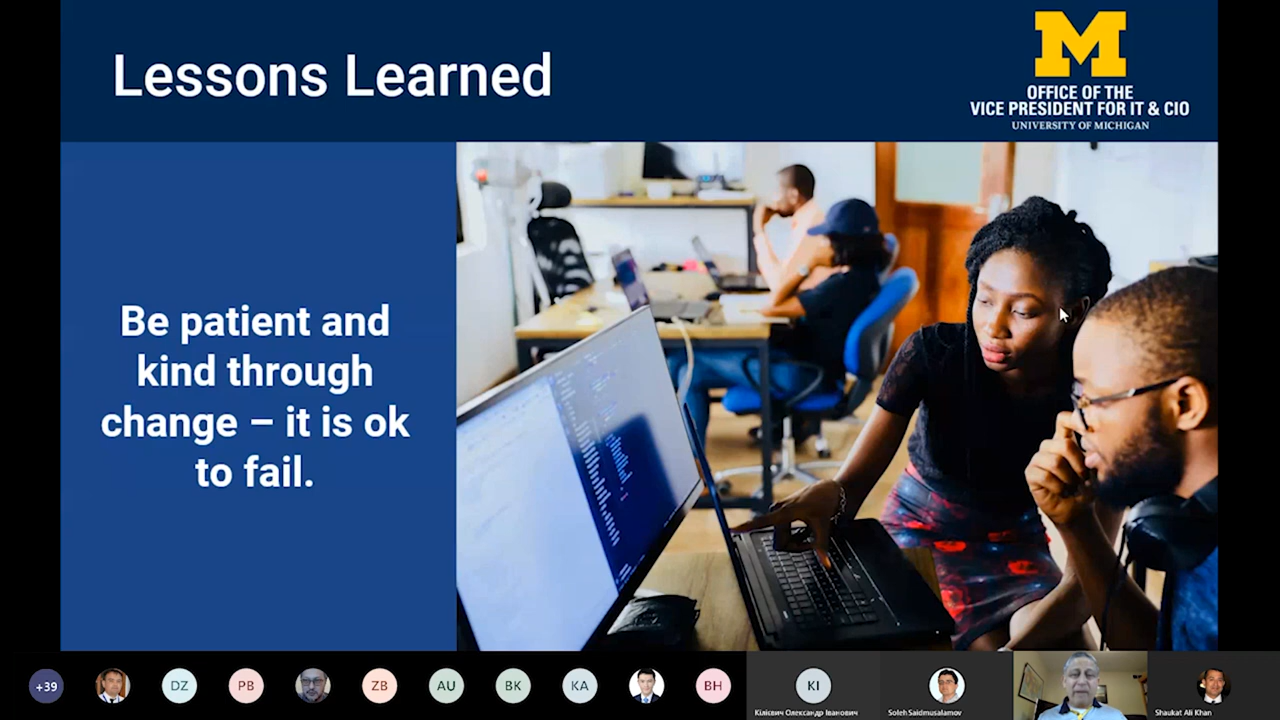 Lessons Learned
M
OFFICE OF THE
VICE PRESIDENT FOR IT & CIO
UNIVERSITY OF MICHIGAN
Be patient and
kind through
change – it is ok
to fail.
+39
DZ
PB
ZB
AU
BK
KA
BH
KI
Кілієвич Олександр Іванович
Soleh Saidmusalamov
Shaukat Ali Khan